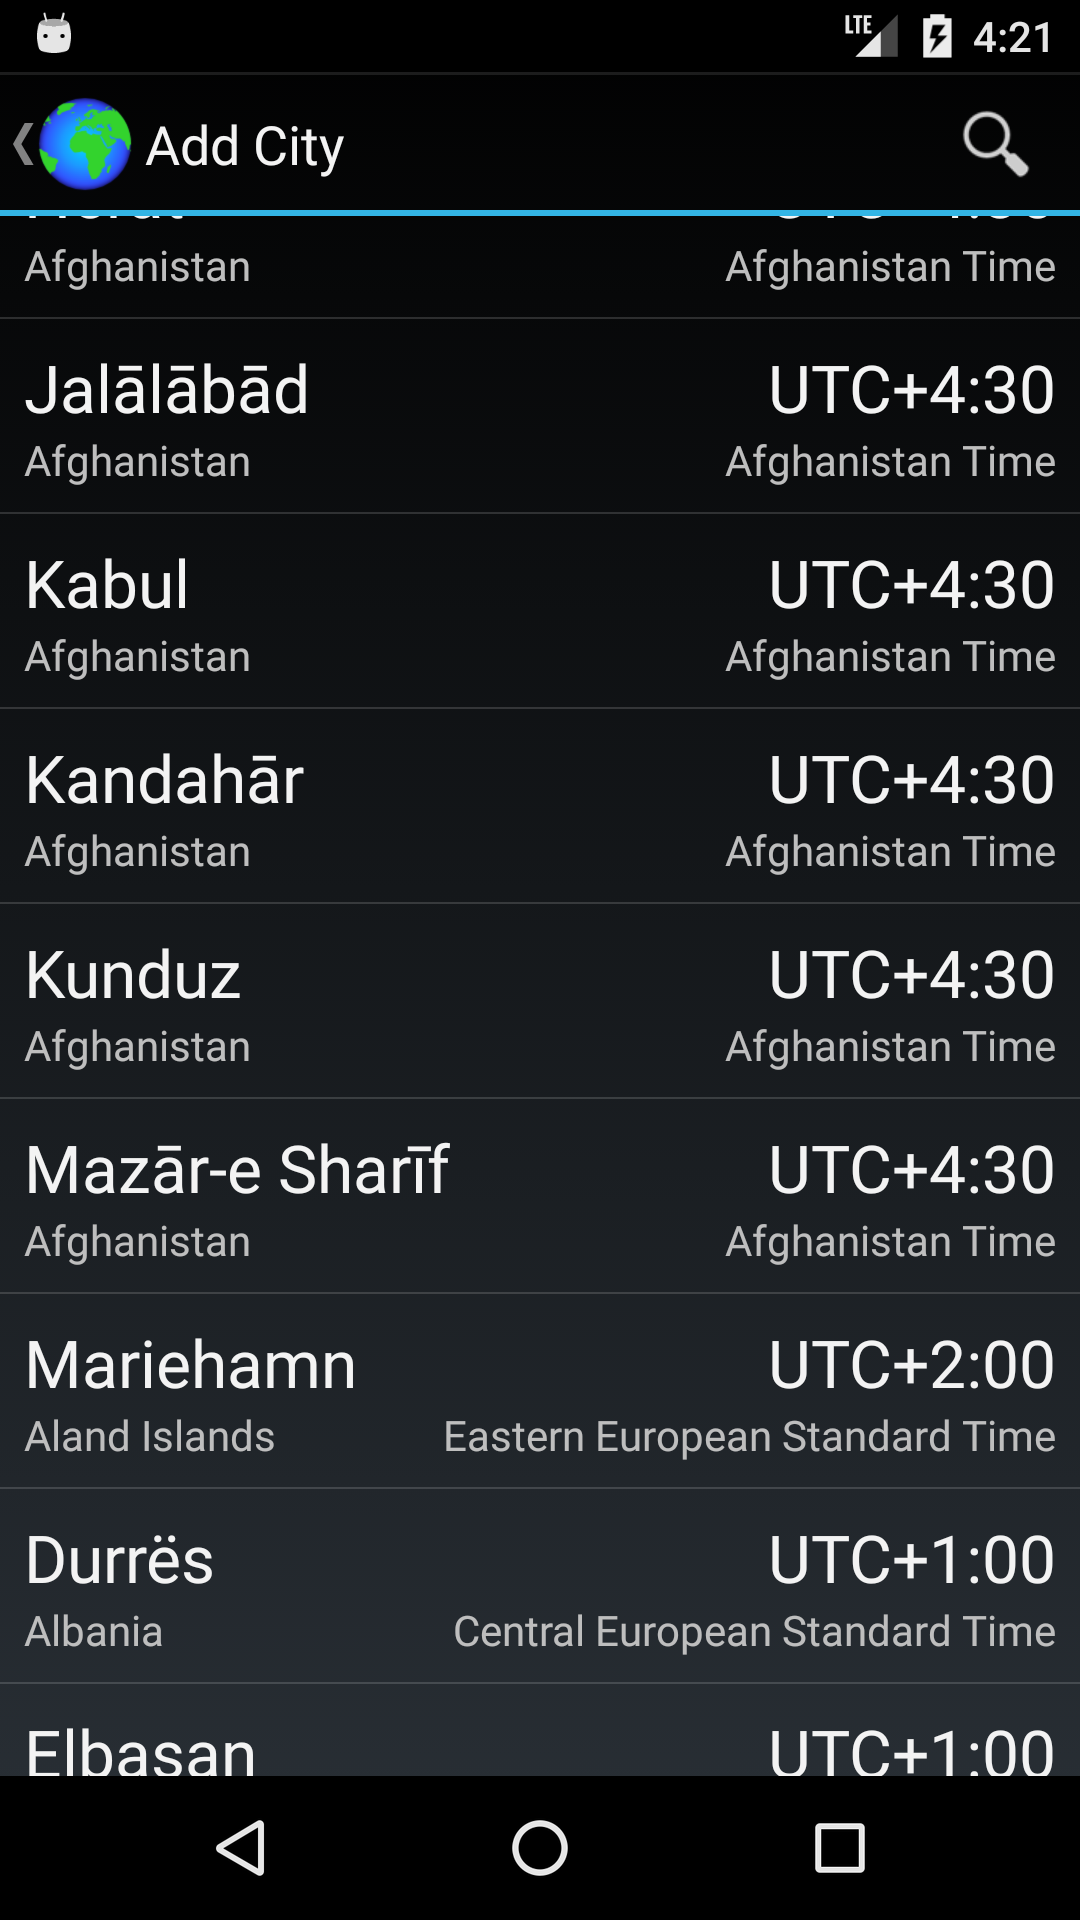 LTE 4:21
Add City
Afghanistan Afghanistan Time
Jalālābād UTC+4:30
Afghanistan Afghanistan Time
Kabul UTC+4:30
Afghanistan Afghanistan Time
Kandahār UTC+4:30
Afghanistan Afghanistan Time
Kunduz UTC+4:30
Afghanistan Afghanistan Time
Mazār-e Sharīf UTC+4:30
Afghanistan Afghanistan Time
Mariehamn UTC+2:00
Aland Islands Eastern European Standard Time
Durrës UTC+1:00
Albania Central European Standard Time
Elbasan UTC+1:00